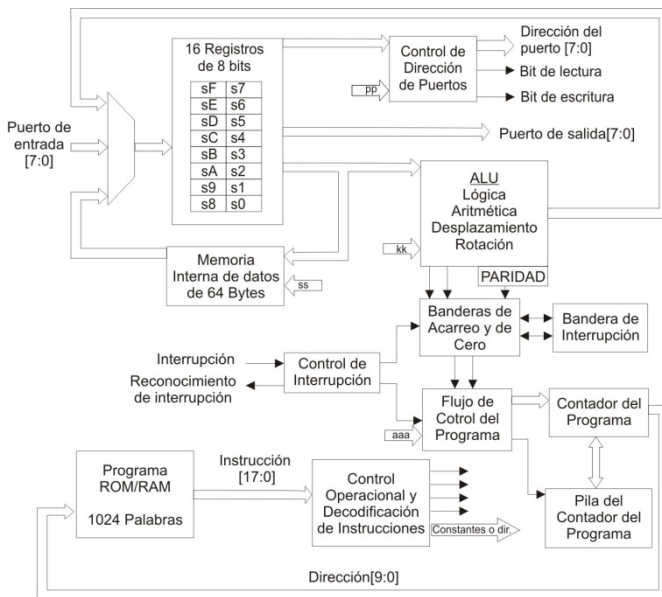 16 Registros
de 8 bits
sF s7
sE s6
sD s5
sC s4
sB s3
sA s2
s9 s1
s8 s0
Control de
Dirección
de Puertos
pp
Dirección del
puerto [7:0]
Bit de lectura
Bit de escritura
Puerto de
entrada
[7:0]
Puerto de salida[7:0]
ALU
Lógica
Aritmética
Desplazamiento
Rotación
kk
PARIDAD
Memoria
Interna de datos
de 64 Bytes
ss
Banderas de
Acarreo y de
Cero
Bandera de
Interrupción
Interrupción
Reconocimiento
de interrupción
Control de
Interrupción
Flujo de
Cotrol del
Programa
aaa
Contador del
Programa
Programa
ROM/RAM
1024 Palabras
Instrucción
[17:0]
Control
Operacional y
Decodificación
de Instrucciones
Constantes o dir.
Pila del
Contador del
Programa
Dirección[9:0]